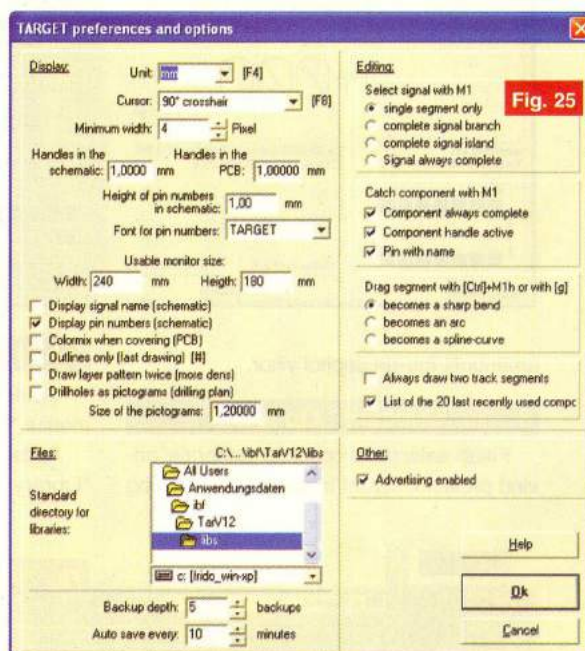 TARGET preferences and options
Display:
Unit: mm [F4]
Cursor: 90° crosshair [F8]
Minimum width: 4 Pixel
Handles in the schematic: 1,0000 mm
Handles in the PCB: 1,00000 mm
Height of pin numbers in schematic: 1,00 mm
Font for pin numbers: TARGET
Usable monitor size:
Width: 240 mm Heigth: 180 mm
Display signal name (schematic)
Display pin numbers (schematic)
Colormix when covering (PCB)
Outlines only (last drawing) [#]
Draw layer pattern twice (more dens)
Drillholes as pictograms (drilling plan)
Size of the pictograms: 1,20000 mm
Files: C:\...\ibf\TarV12\libs
Standard directory for libraries:
All Users
Anwendungsdaten
ibf
TarV12
libs
c: [lrido_win-xp]
Backup depth: 5 backups
Auto save every: 10 minutes
Editing:
Select signal with M1
Fig. 25
single segment only
complete signal branch
complete signal island
Signal always complete
Catch component with M1
Component always complete
Component handle active
Pin with name
Drag segment with [Ctrl]+M1h or with [g]
becomes a sharp bend
becomes an arc
becomes a spline-curve
Always draw two track segments
List of the 20 last recently used compc
Other:
Advertising enabled
Help
Ok
Cancel